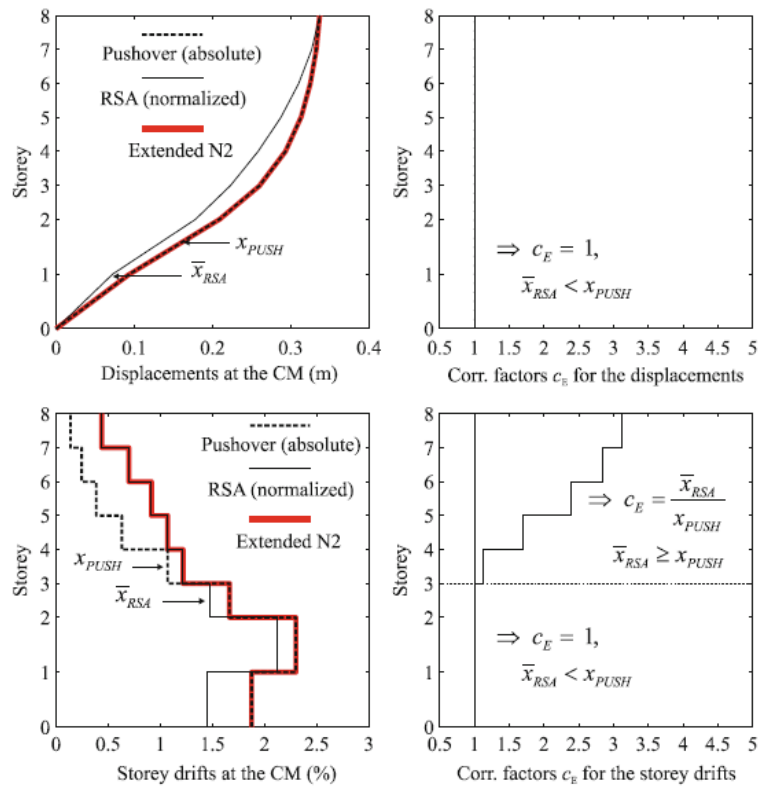 8
7
6
5
4
3
2
1
0
Storey
Pushover (absolute)
RSA (normalized)
Extended N2
x_PUSH
x̅_RSA
0 0.1 0.2 0.3 0.4
Displacements at the CM (m)
8
7
6
5
4
3
2
1
0
Storey
⇒ c_E = 1,
x̅_RSA < x_PUSH
0.5 1 1.5 2 2.5 3 3.5 4 4.5 5
Corr. factors c_E for the displacements
8
7
6
5
4
3
2
1
0
Storey
Pushover (absolute)
RSA (normalized)
Extended N2
x_PUSH
x̅_RSA
0 0.5 1 1.5 2 2.5 3
Storey drifts at the CM (%)
8
7
6
5
4
3
2
1
0
Storey
⇒ c_E = x̅_RSA / x_PUSH
x̅_RSA ≥ x_PUSH
⇒ c_E = 1,
x̅_RSA < x_PUSH
0.5 1 1.5 2 2.5 3 3.5 4 4.5 5
Corr. factors c_E for the storey drifts